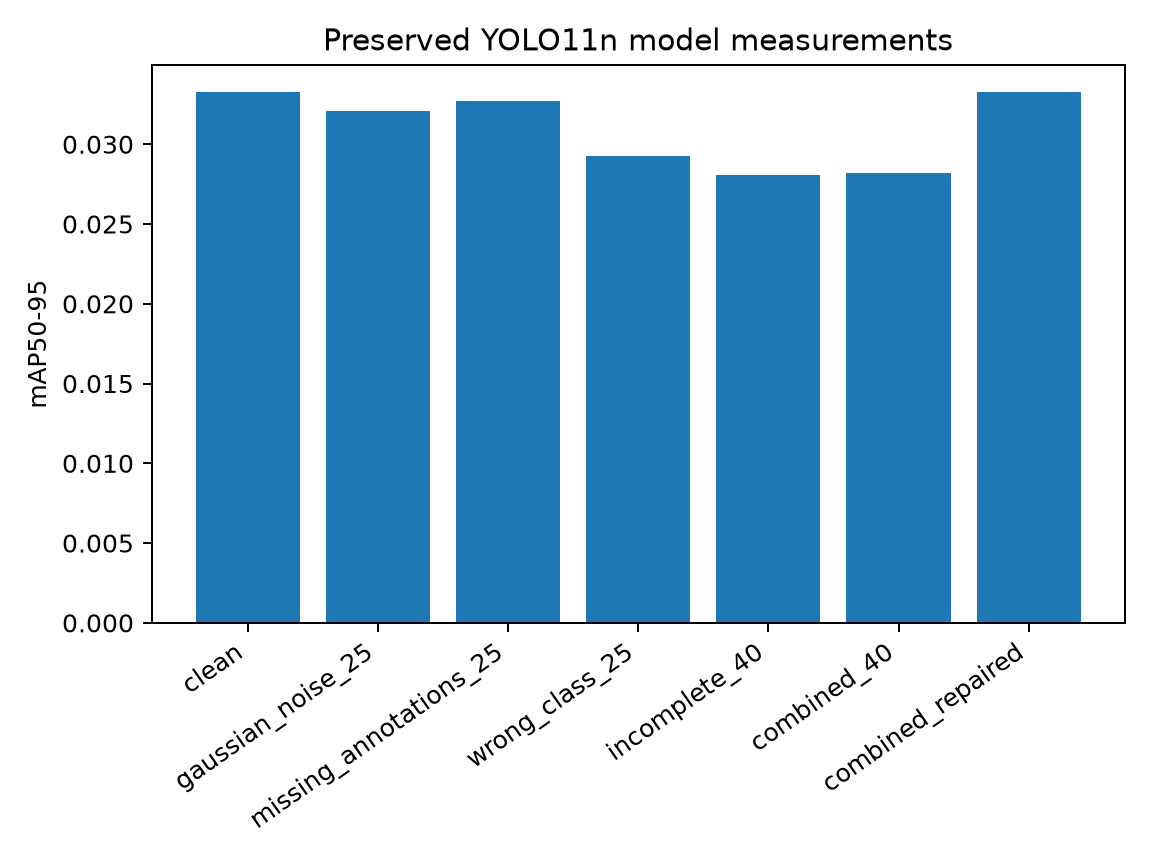 Preserved YOLO11n model measurements
mAP50-95
0.030
0.025
0.020
0.015
0.010
0.005
0.000
clean
gaussian_noise_25
missing_annotations_25
wrong_class_25
incomplete_40
combined_40
combined_repaired